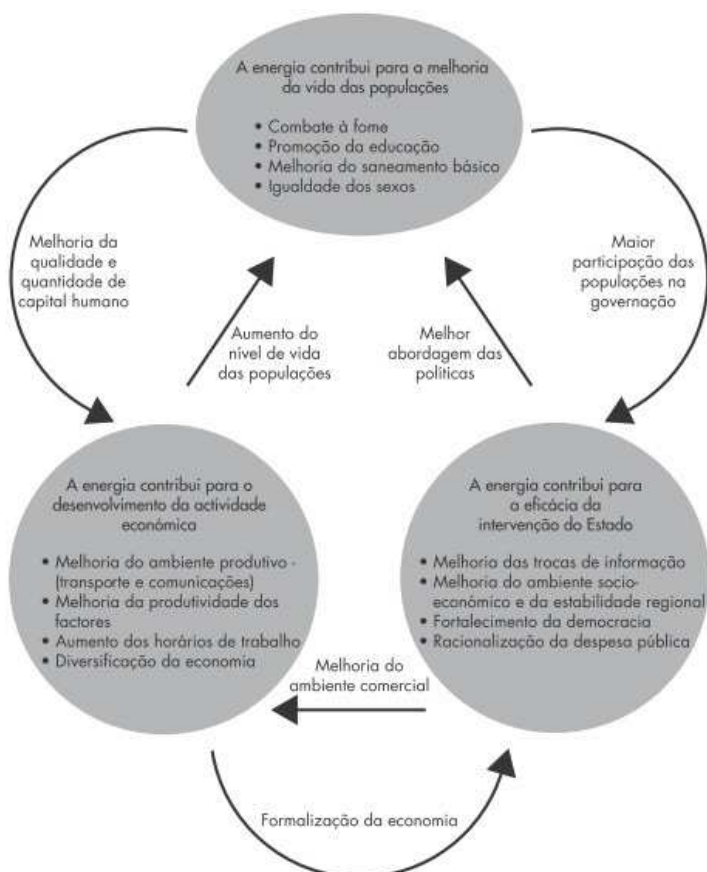 A energia contribui para a melhoria
da vida das populações
• Combate à fome
• Promoção da educação
• Melhoria do saneamento básico
• Igualdade dos sexos
Melhoria da
qualidade e
quantidade de
capital humano
Maior
participação das
populações na
governação
Aumento do
nível de vida
das populações
Melhor
abordagem das
políticas
A energia contribui para o
desenvolvimento da actividade
económica
• Melhoria do ambiente produtivo -
(transporte e comunicações)
• Melhoria da produtividade dos
factores
• Aumento dos horários de trabalho
• Diversificação da economia
A energia contribui para
a eficácia da
intervenção do Estado
• Melhoria das trocas de informação
• Melhoria do ambiente socio-
económico e da estabilidade regional
• Fortalecimento da democracia
• Racionalização da despesa pública
Melhoria do
ambiente comercial
Formalização da economia